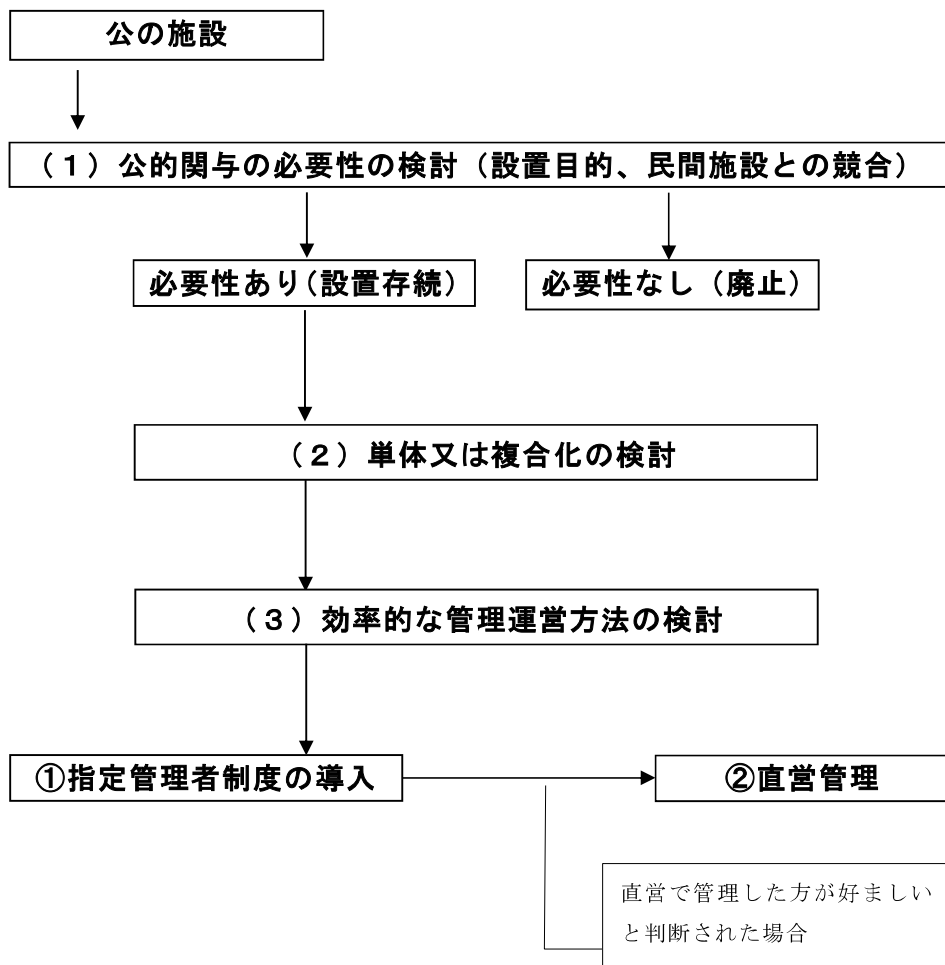 公の施設
（１）公的関与の必要性の検討（設置目的、民間施設との競合）
必要性あり（設置存続）
必要性なし（廃止）
（２）単体又は複合化の検討
（３）効率的な管理運営方法の検討
①指定管理者制度の導入
②直営管理
直営で管理した方が好ましい
と判断された場合